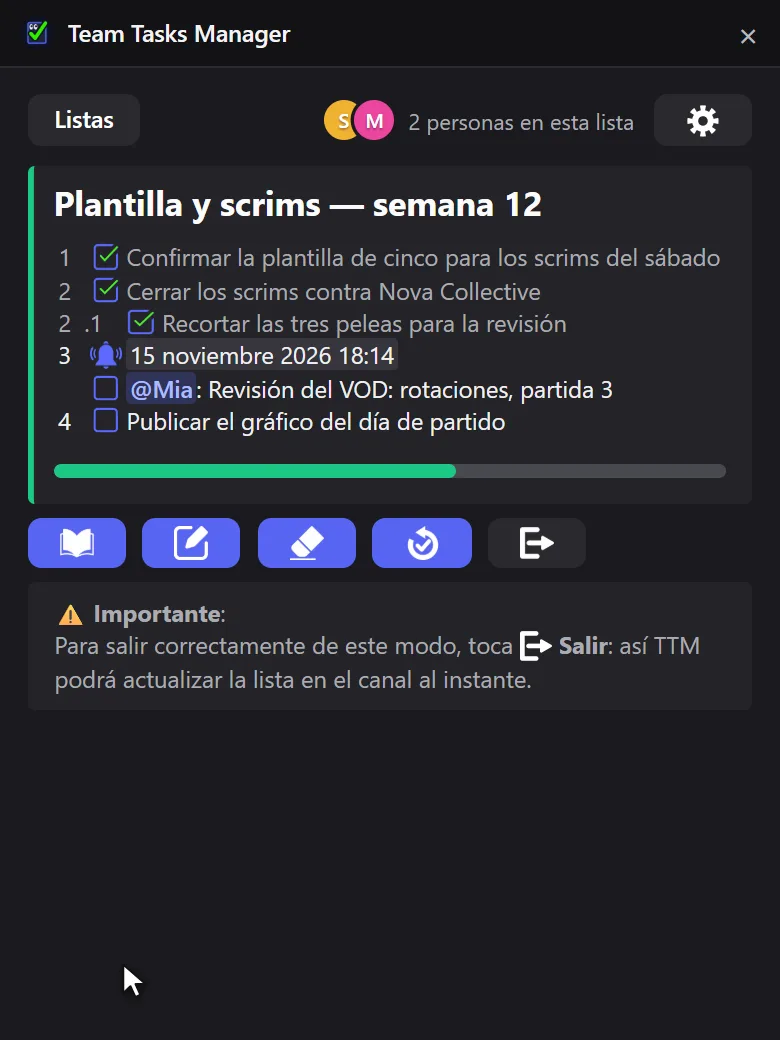 Team Tasks Manager
Listas
S M 2 personas en esta lista
Plantilla y scrims — semana 12
1 Confirmar la plantilla de cinco para los scrims del sábado
2 Cerrar los scrims contra Nova Collective
2 .1 Recortar las tres peleas para la revisión
3 15 noviembre 2026 18:14
@Mia: Revisión del VOD: rotaciones, partida 3
4 Publicar el gráfico del día de partido
Importante:
Para salir correctamente de este modo, toca Salir: así TTM
podrá actualizar la lista en el canal al instante.